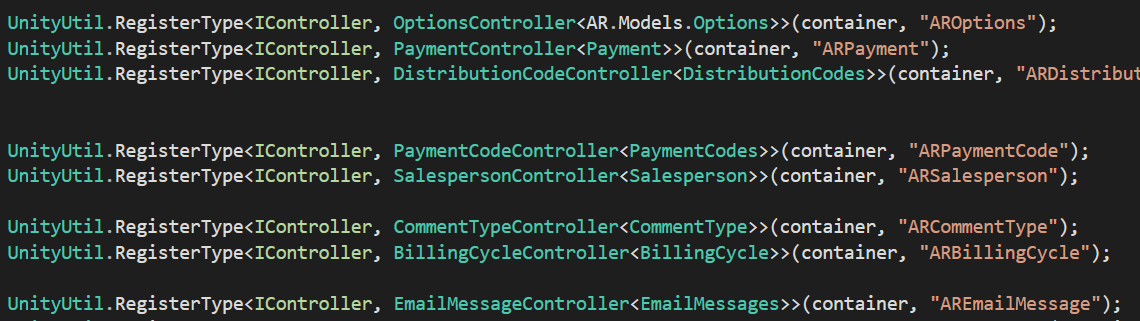 UnityUtil.RegisterType<IController, OptionsController<AR.Models.Options>>(container, "AROptions");
UnityUtil.RegisterType<IController, PaymentController<Payment>>(container, "ARPayment");
UnityUtil.RegisterType<IController, DistributionCodeController<DistributionCodes>>(container, "ARDistribut
UnityUtil.RegisterType<IController, PaymentCodeController<PaymentCodes>>(container, "ARPaymentCode");
UnityUtil.RegisterType<IController, SalespersonController<Salesperson>>(container, "ARSalesperson");
UnityUtil.RegisterType<IController, CommentTypeController<CommentType>>(container, "ARCommentType");
UnityUtil.RegisterType<IController, BillingCycleController<BillingCycle>>(container, "ARBillingCycle");
UnityUtil.RegisterType<IController, EmailMessageController<EmailMessages>>(container, "AREmailMessage");